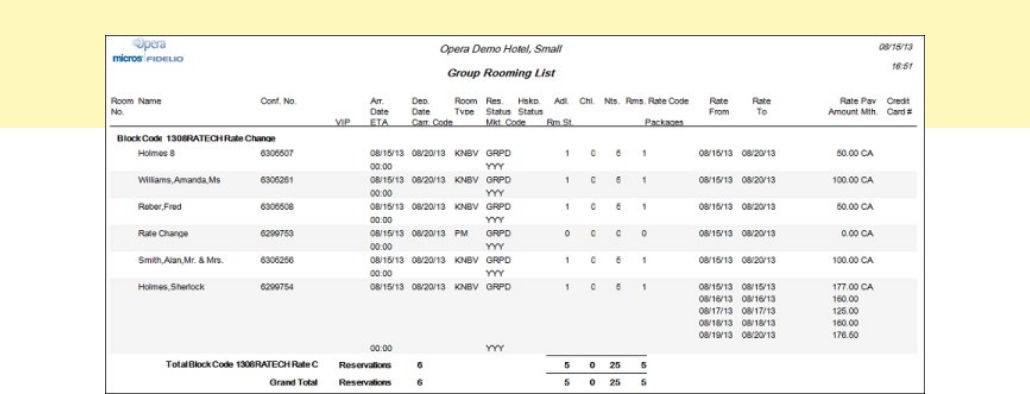 Opera Opera Demo Hotel, Small 08/15/13
micros FIDELIO
Group Rooming List 16:51
Room Name Conf. No. Arr. Dep. Room Res. Hskp. Adl. Chl. Nts. Rms. Rate Code Rate Rate Rate Pay Credit
No. Date Date Type Status Status From To Amount Mth. Card #
VIP ETA Carr. Code Mkt. Code Rm.St. Packages
Block Code 1308RATECH Rate Change
Holmes 8 6306507 08/15/13 08/20/13 KNBV GRPD 1 0 5 1 08/15/13 08/20/13 50.00 CA
00:00 YYY
Williams,Amanda,Ms 6306261 08/15/13 08/20/13 KNBV GRPD 1 0 5 1 08/15/13 08/20/13 100.00 CA
00:00 YYY
Reber,Fred 6306508 08/15/13 08/20/13 KNBV GRPD 1 0 5 1 08/15/13 08/20/13 50.00 CA
00:00 YYY
Rate Change 6299753 08/15/13 08/20/13 PM GRPD 0 0 0 0 08/15/13 08/20/13 0.00 CA
00:00 YYY
Smith,Alan,Mr. & Mrs. 6306256 08/15/13 08/20/13 KNBV GRPD 1 0 5 1 08/15/13 08/20/13 100.00 CA
00:00 YYY
Holmes,Sherlock 6299754 08/15/13 08/20/13 KNBV GRPD 1 0 5 1 08/15/13 08/15/13 177.00 CA
08/16/13 08/16/13 160.00
08/17/13 08/17/13 125.00
08/18/13 08/18/13 160.00
08/19/13 08/20/13 176.50
00:00 YYY
Total Block Code 1308RATECH Rate C Reservations 6 5 0 25 5
Grand Total Reservations 6 5 0 25 5